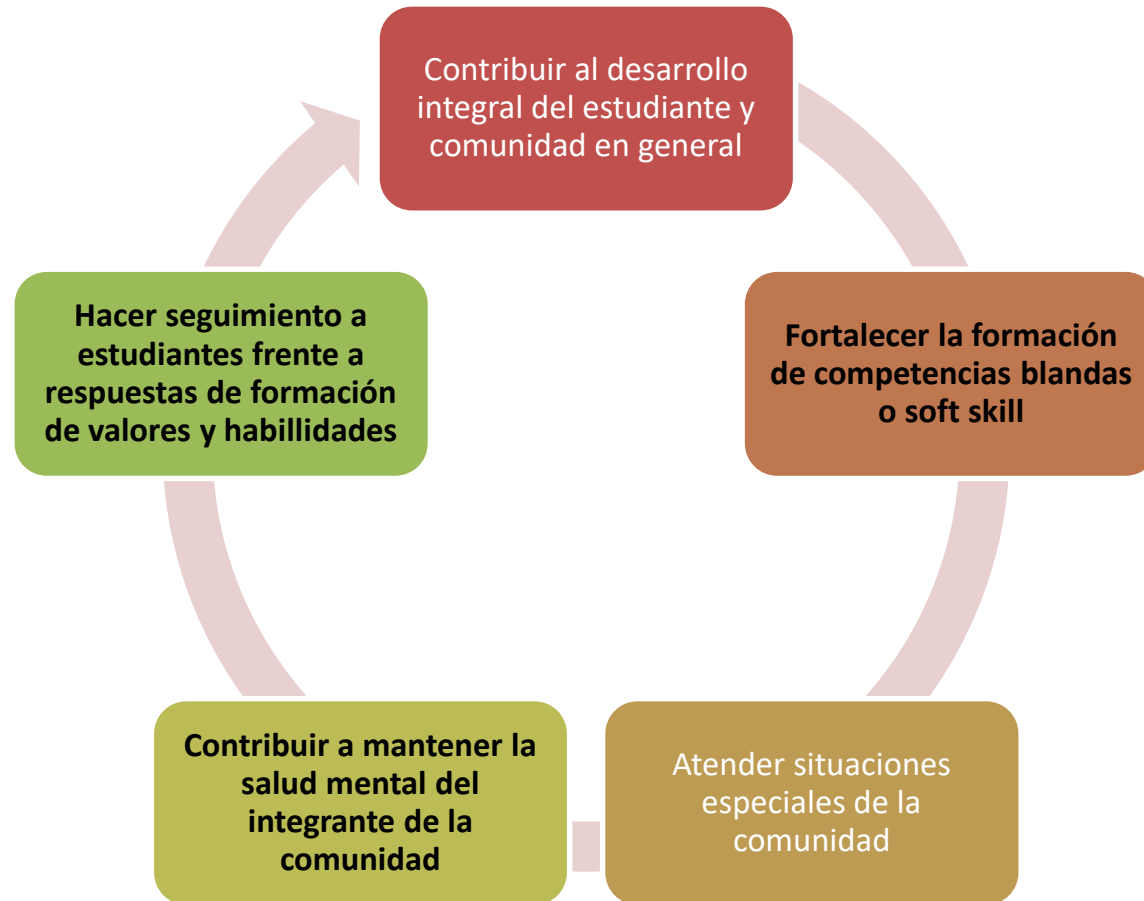 Contribuir al desarrollo
integral del estudiante y
comunidad en general
Fortalecer la formación
de competencias blandas
o soft skill
Atender situaciones
especiales de la
comunidad
Contribuir a mantener la
salud mental del
integrante de la
comunidad
Hacer seguimiento a
estudiantes frente a
respuestas de formación
de valores y habillidades